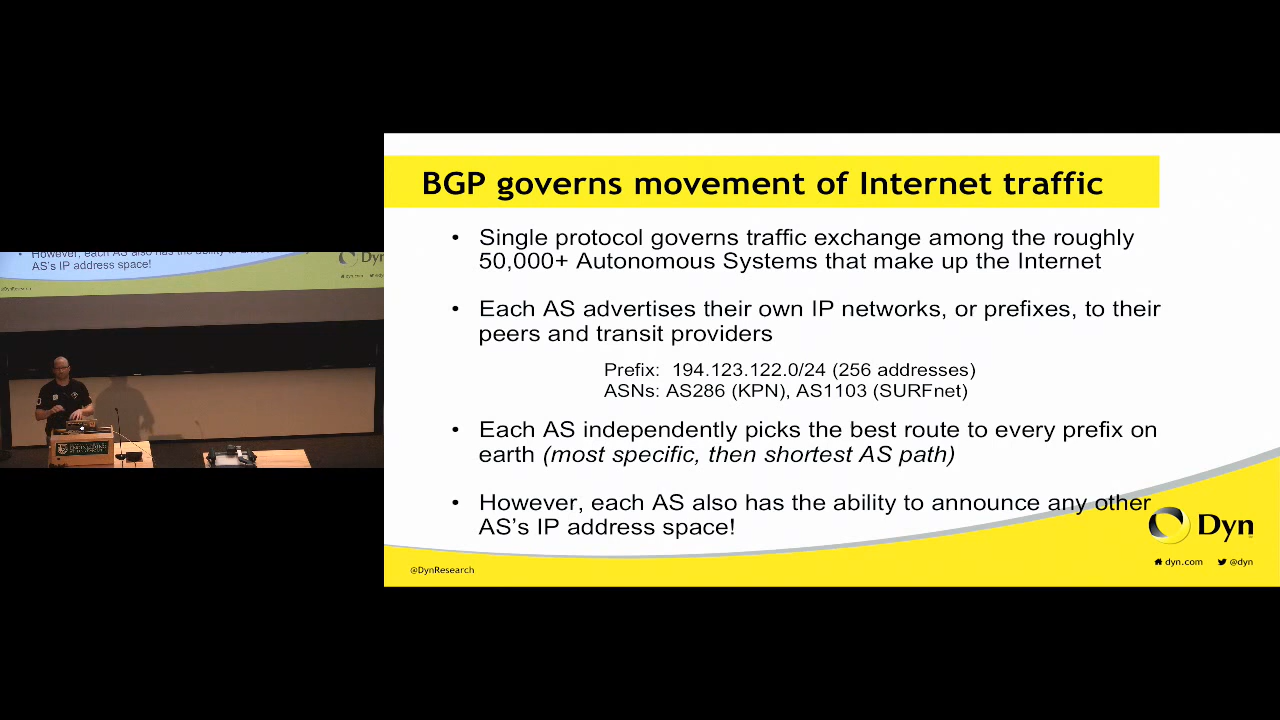 BGP governs movement of Internet traffic
• Single protocol governs traffic exchange among the roughly
50,000+ Autonomous Systems that make up the Internet
• Each AS advertises their own IP networks, or prefixes, to their
peers and transit providers
Prefix: 194.123.122.0/24 (256 addresses)
ASNs: AS286 (KPN), AS1103 (SURFnet)
• Each AS independently picks the best route to every prefix on
earth (most specific, then shortest AS path)
• However, each AS also has the ability to announce any other
AS's IP address space!
Dyn
@DynResearch
dyn.com @dyn
However, each AS also has the ability
AS's IP address space!
Dyn